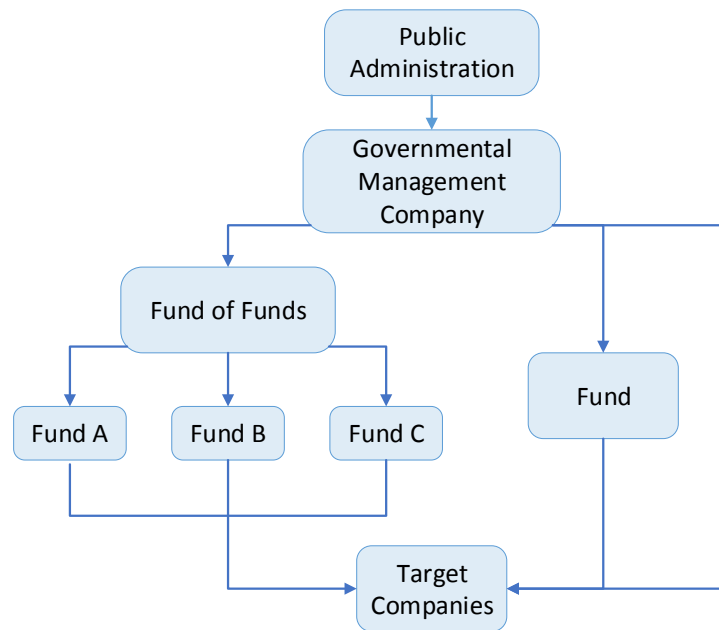 Public
Administration
Governmental
Management
Company
Fund of Funds
Fund
Fund A
Fund B
Fund C
Target
Companies